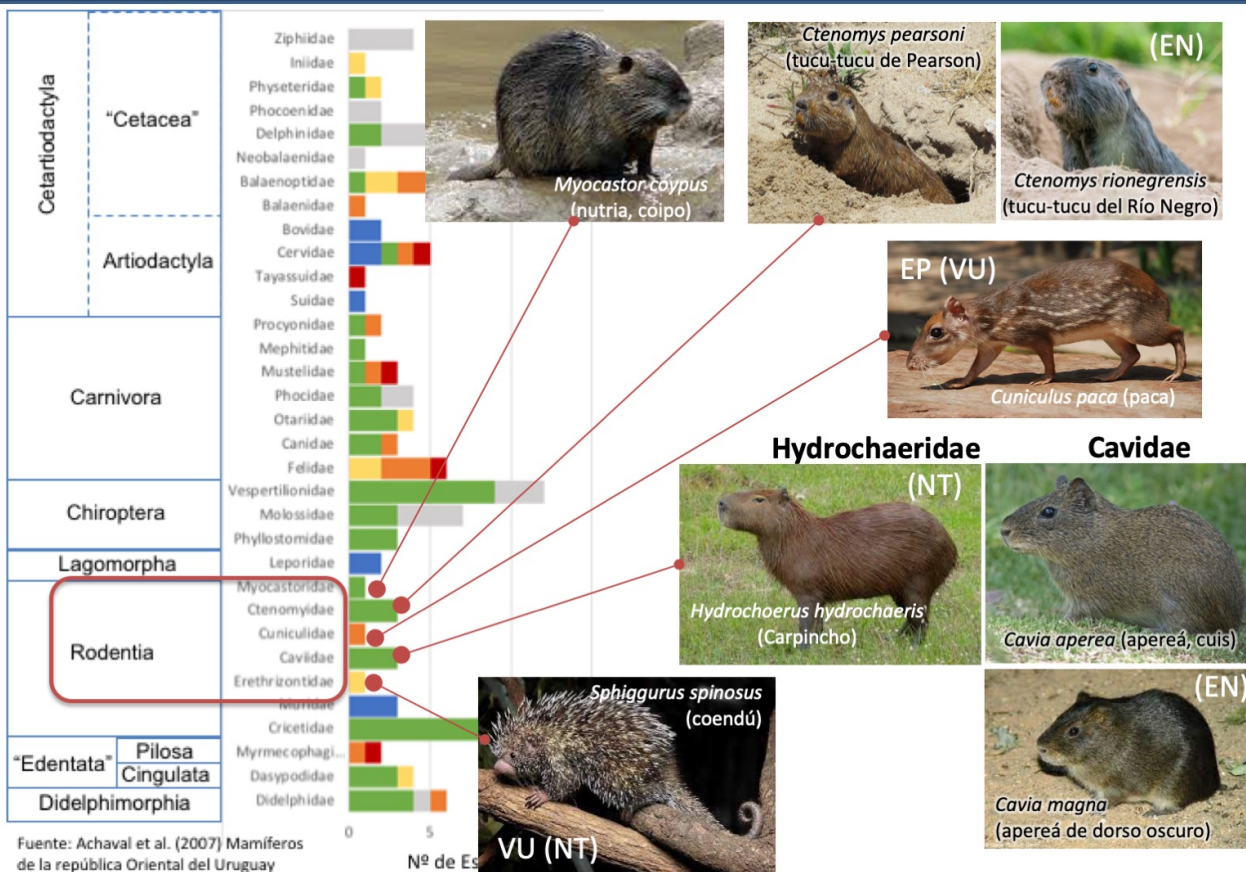 Cetartiodactyla
“Cetacea”
Artiodactyla
Carnivora
Chiroptera
Lagomorpha
Rodentia
“Edentata”
Pilosa
Cingulata
Didelphimorphia
Ziphiidae
Iniidae
Physeteridae
Phocoenidae
Delphinidae
Neobalaenidae
Balaenoptidae
Balaenidae
Bovidae
Cervidae
Tayassuidae
Suidae
Procyonidae
Mephitidae
Mustelidae
Phocidae
Otariidae
Canidae
Felidae
Vespertilionidae
Molossidae
Phyllostomidae
Leporidae
Myocastoridae
Ctenomyidae
Cuniculidae
Caviidae
Erethrizontidae
Muridae
Cricetidae
Myrmecophagi...
Dasypodidae
Didelphidae
0
5
Nº de Es
Fuente: Achaval et al. (2007) Mamíferos
de la república Oriental del Uruguay
Myocastor coypus
(nutria, coipo)
Ctenomys pearsoni
(tucu-tucu de Pearson)
(EN)
Ctenomys rionegrensis
(tucu-tucu del Río Negro)
EP (VU)
Cuniculus paca (paca)
Hydrochaeridae
Cavidae
(NT)
Hydrochoerus hydrochaeris
(Carpincho)
Cavia aperea (apereá, cuis)
Sphiggurus spinosus
(coendú)
VU (NT)
(EN)
Cavia magna
(apereá de dorso oscuro)